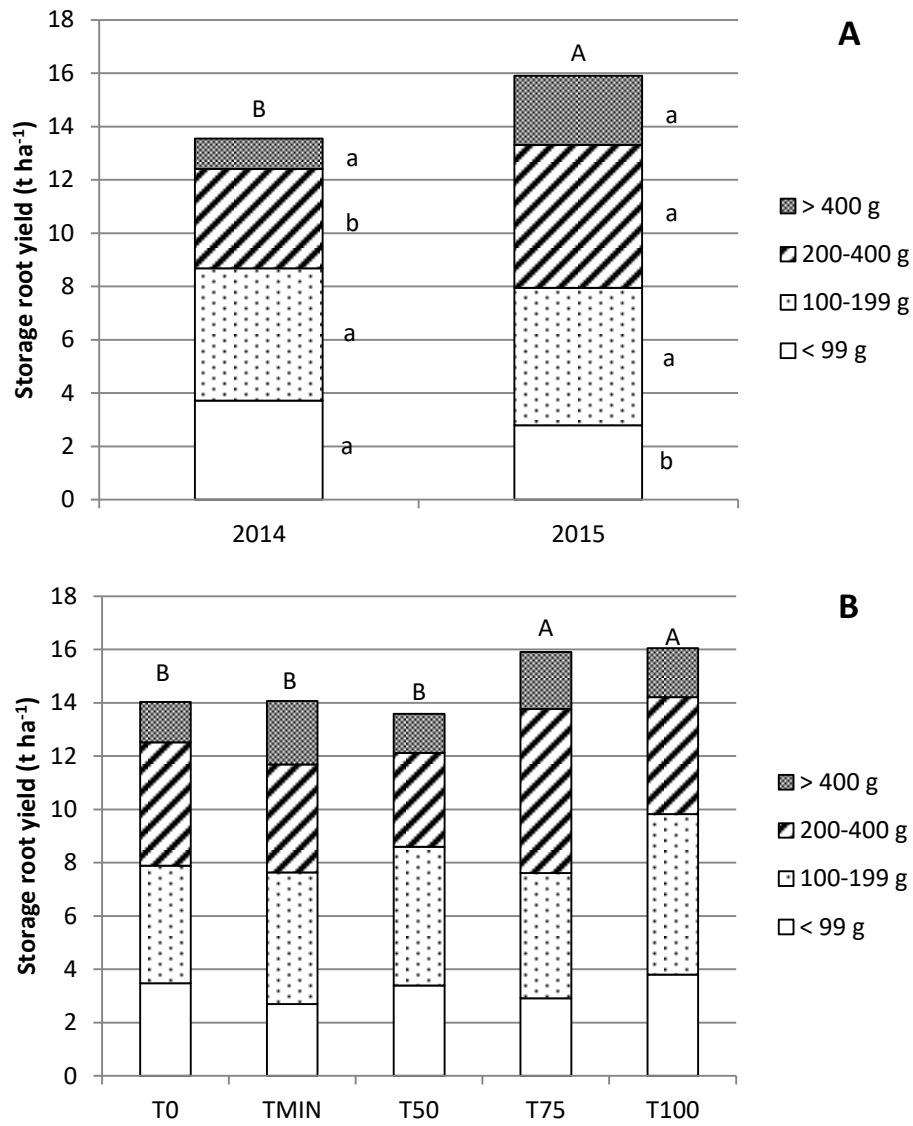 A
Storage root yield (t ha⁻¹)
18
16
14
12
10
8
6
4
2
0
B
A
a
b
a
a
a
a
a
b
2014
2015
> 400 g
200-400 g
100-199 g
< 99 g
B
Storage root yield (t ha⁻¹)
18
16
14
12
10
8
6
4
2
0
B
B
B
A
A
T0
TMIN
T50
T75
T100
> 400 g
200-400 g
100-199 g
< 99 g